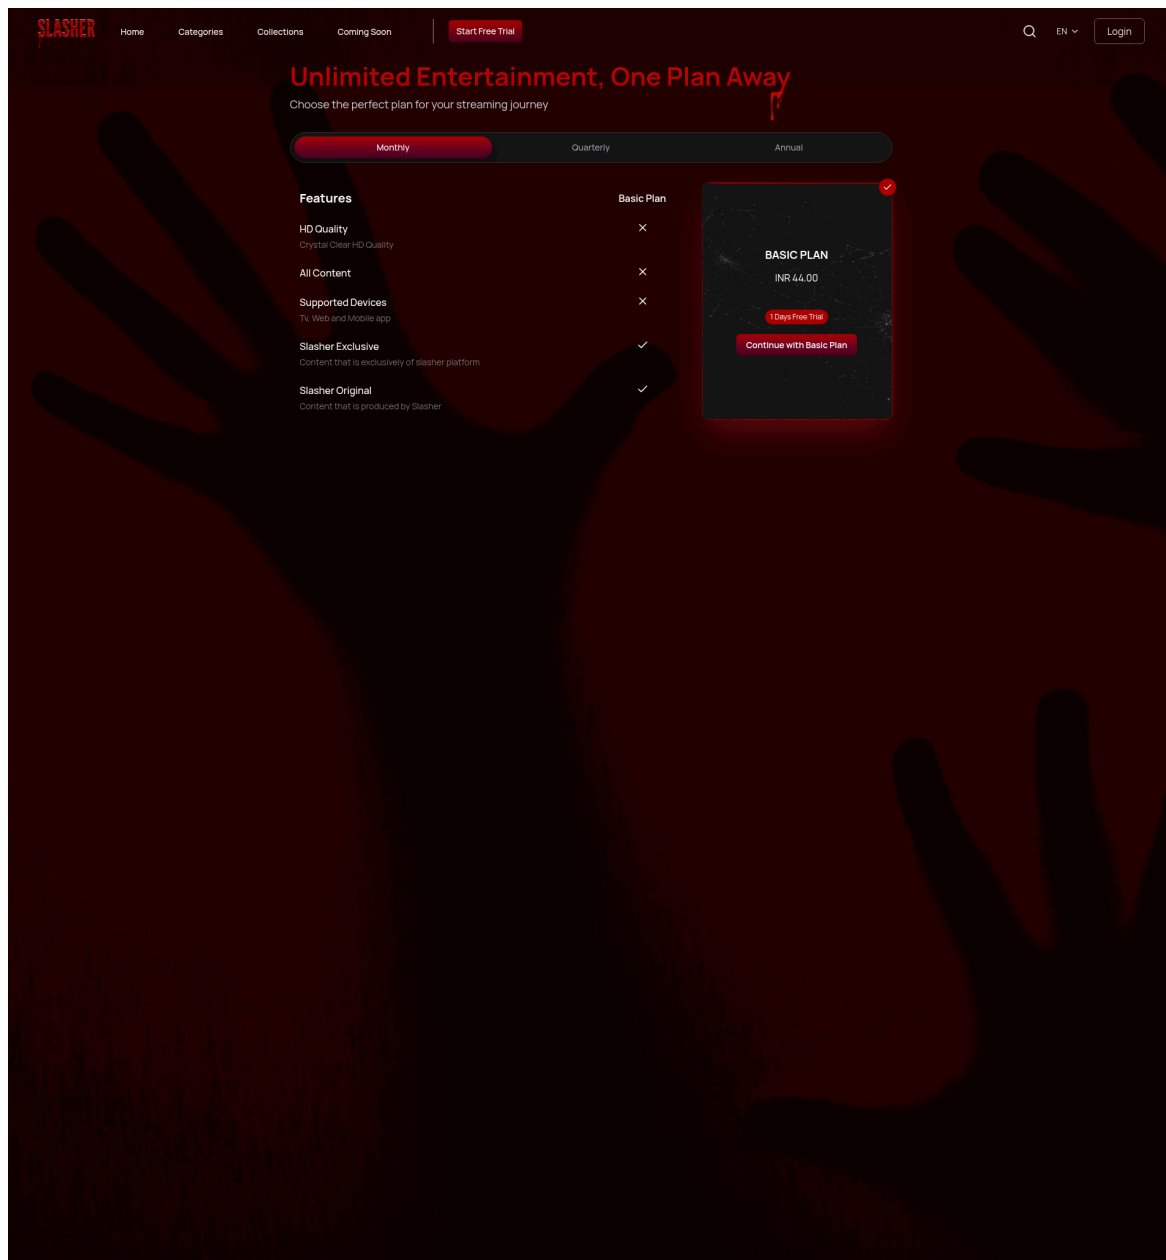 SLASHER
Home
Categories
Collections
Coming Soon
Start Free Trial
EN
Login
Unlimited Entertainment, One Plan Away
Choose the perfect plan for your streaming journey
Monthly
Quarterly
Annual
Features
Basic Plan
HD Quality
Crystal Clear HD Quality
All Content
Supported Devices
Tv, Web and Mobile app
Slasher Exclusive
Content that is exclusively of slasher platform
Slasher Original
Content that is produced by Slasher
BASIC PLAN
INR 44.00
1 Days Free Trial
Continue with Basic Plan